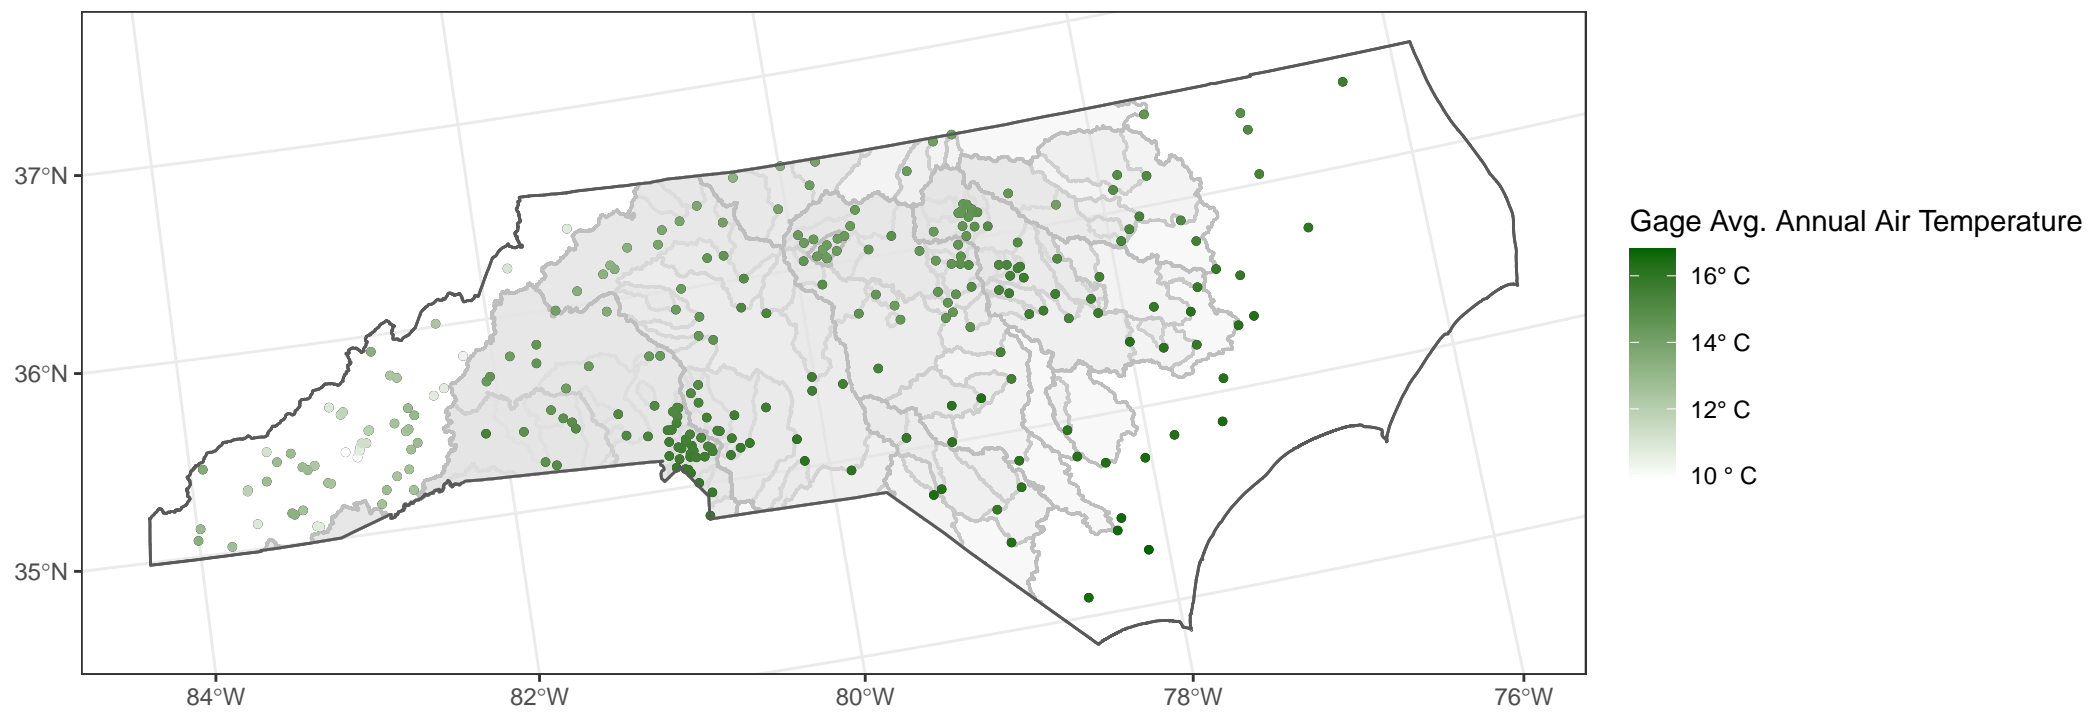 37°N
36°N
35°N
84°W
82°W
80°W
78°W
76°W
Gage Avg. Annual Air Temperature
16° C
14° C
12° C
10 ° C